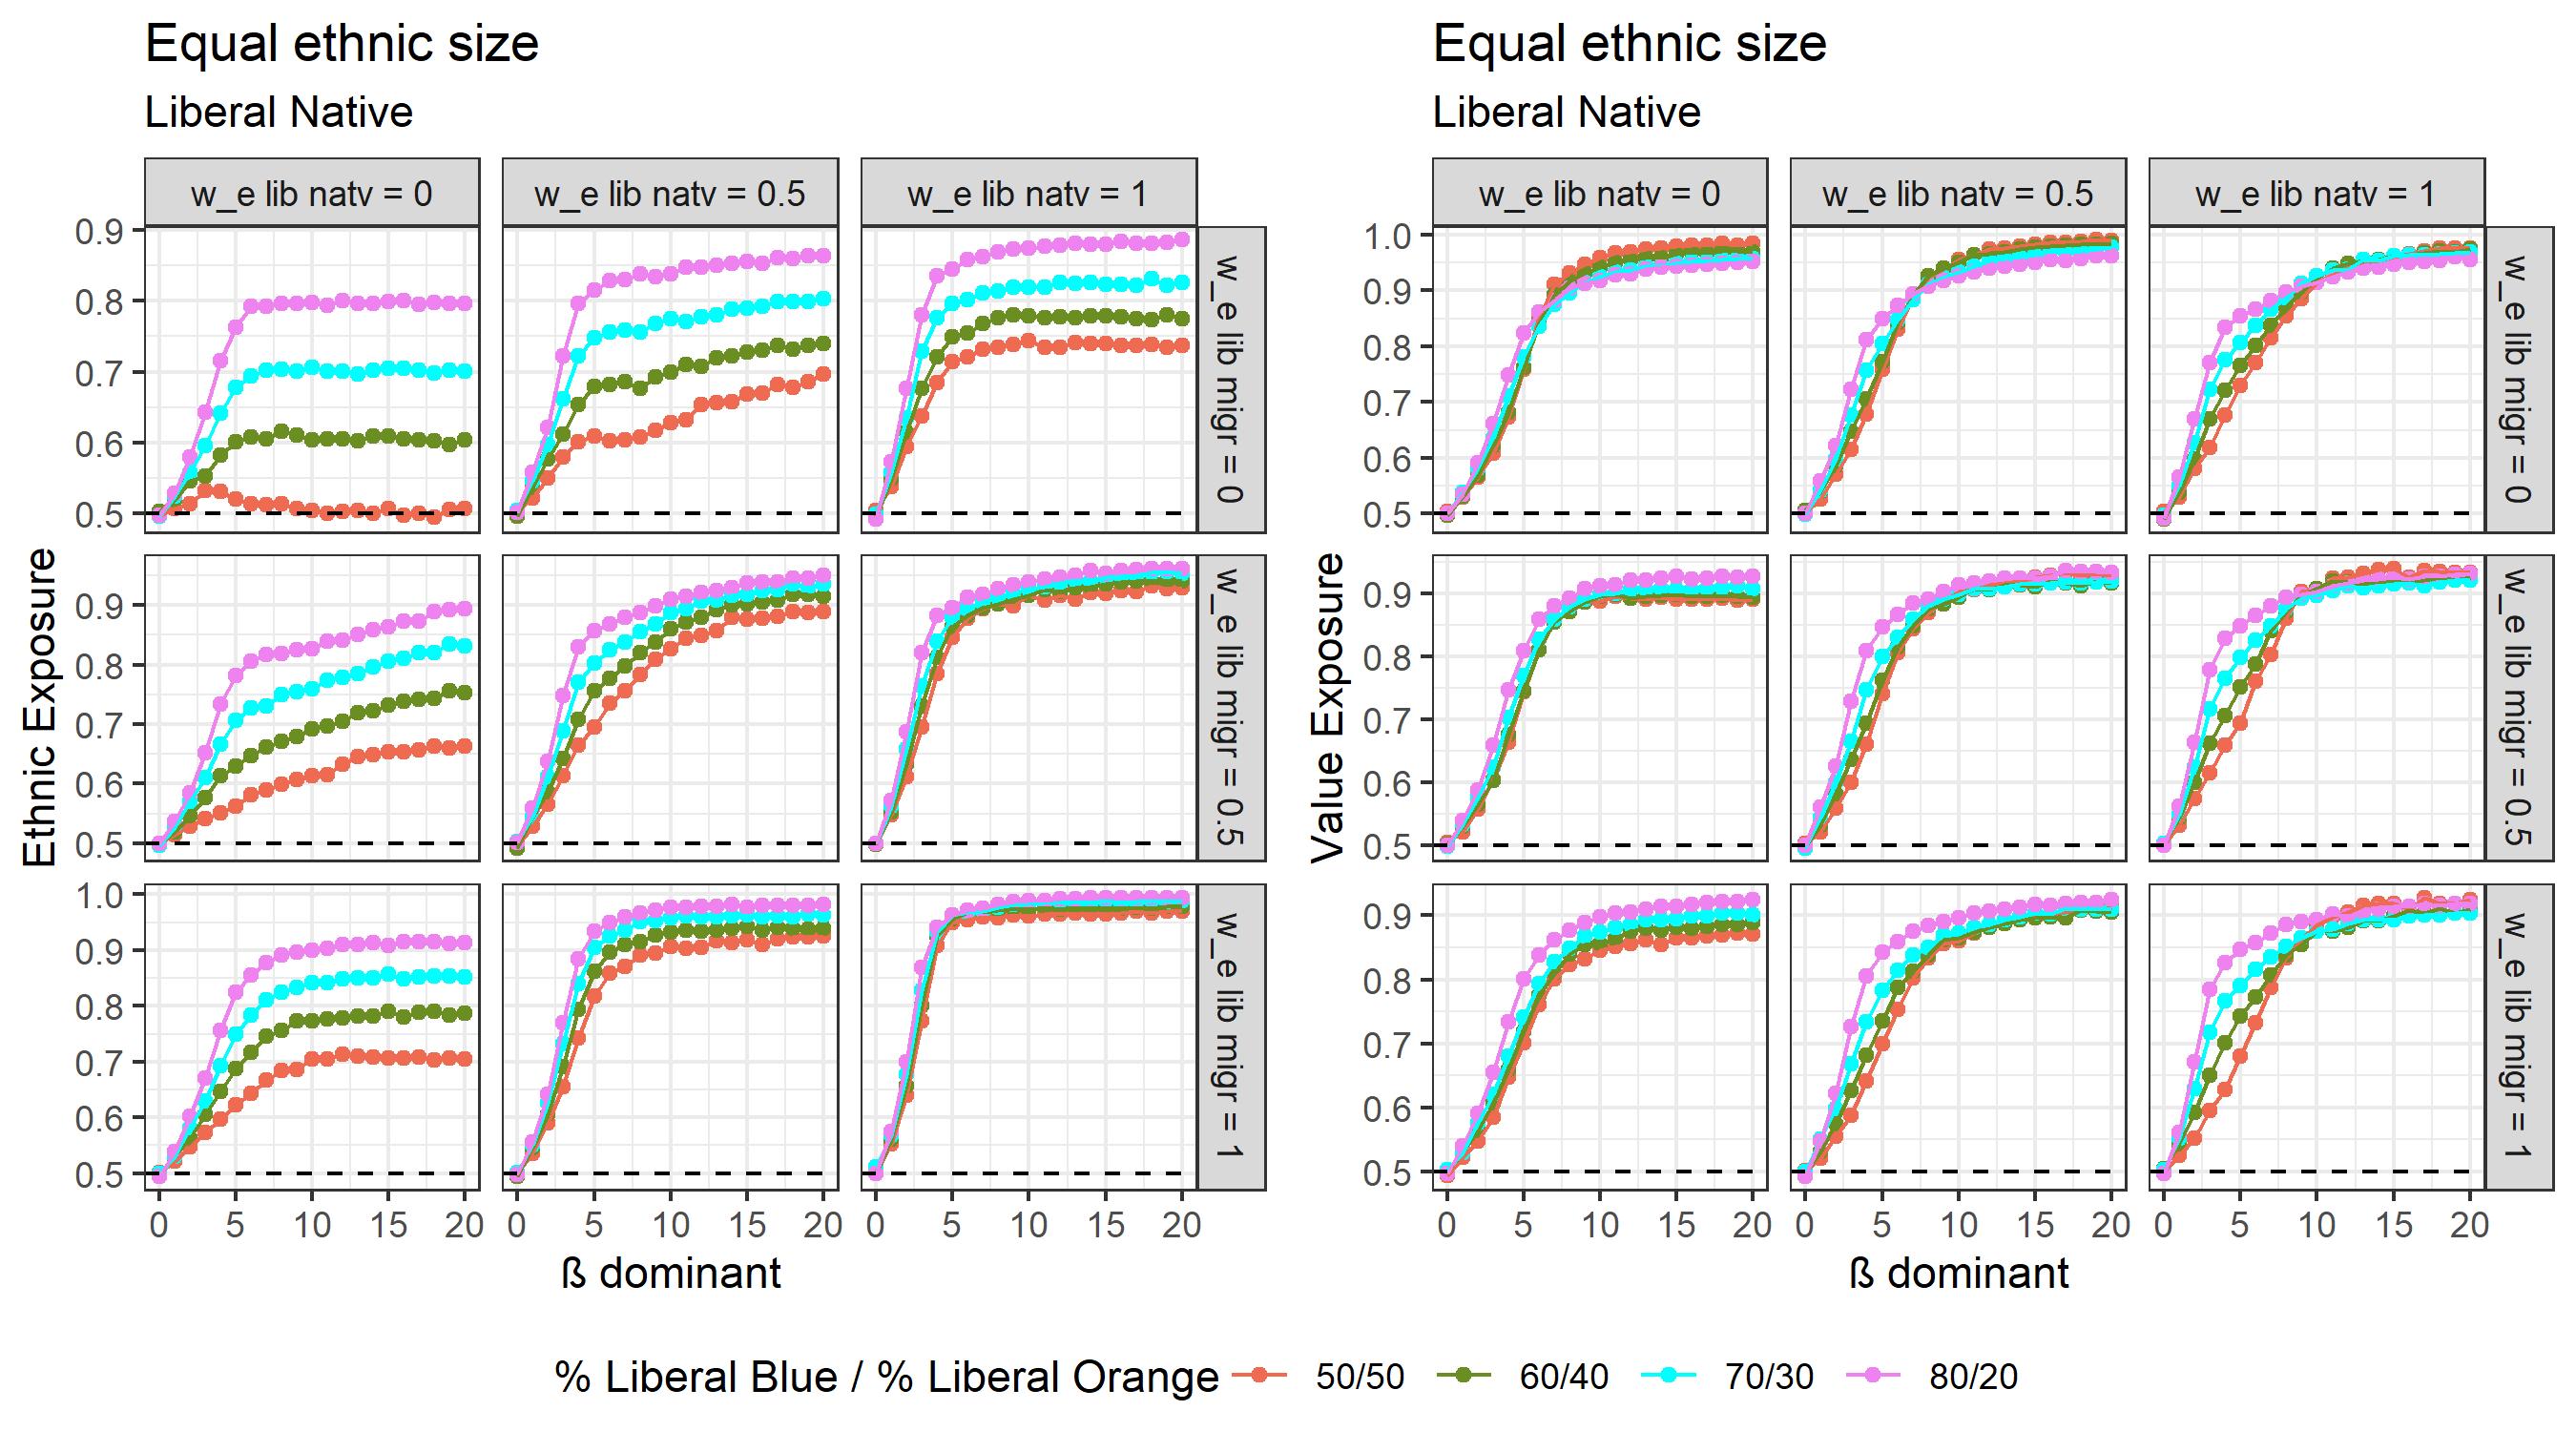 Equal ethnic size
Liberal Native
w_e lib natv = 0
w_e lib natv = 0.5
w_e lib natv = 1
0.9
0.8
0.7
0.6
0.5
w_e lib migr = 0
0.9
0.8
0.7
0.6
0.5
w_e lib migr = 0.5
1.0
0.9
0.8
0.7
0.6
0.5
w_e lib migr = 1
Ethnic Exposure
0 5 10 15 20
0 5 10 15 20
0 5 10 15 20
ß dominant
Equal ethnic size
Liberal Native
w_e lib natv = 0
w_e lib natv = 0.5
w_e lib natv = 1
1.0
0.9
0.8
0.7
0.6
0.5
w_e lib migr = 0
0.9
0.8
0.7
0.6
0.5
w_e lib migr = 0.5
0.9
0.8
0.7
0.6
0.5
w_e lib migr = 1
Value Exposure
0 5 10 15 20
0 5 10 15 20
0 5 10 15 20
ß dominant
% Liberal Blue / % Liberal Orange 50/50 60/40 70/30 80/20